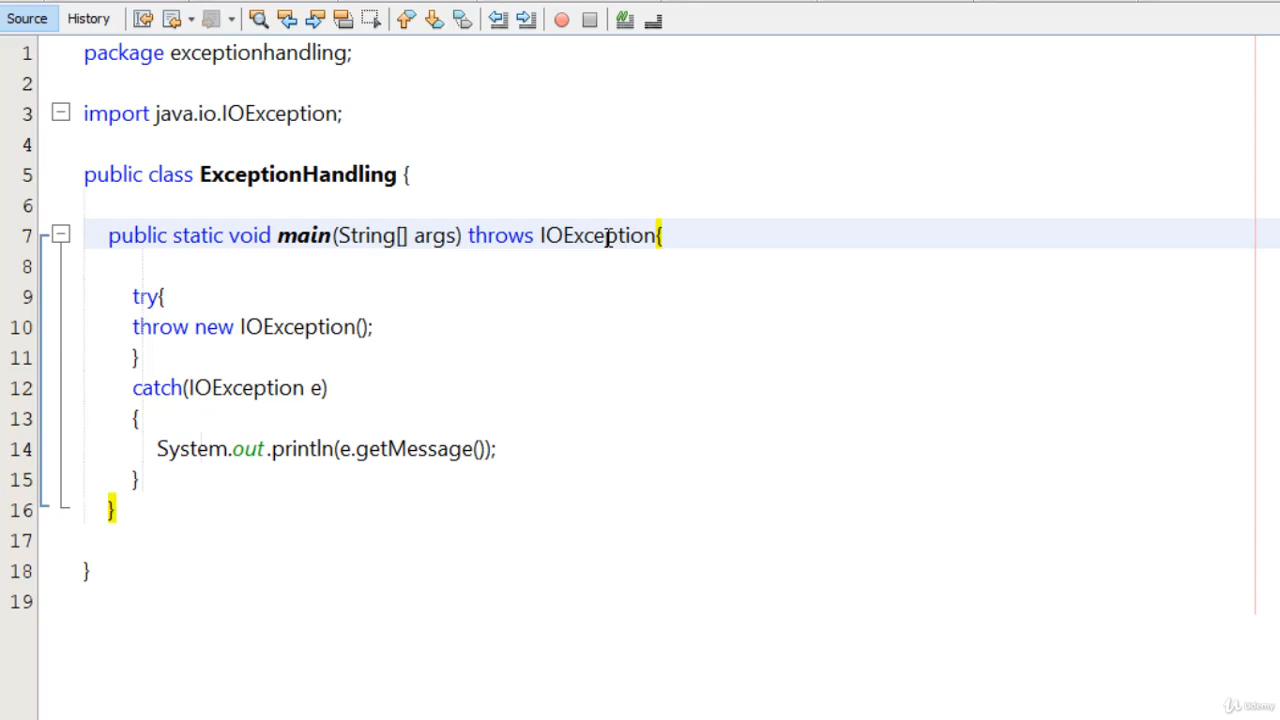 Source History
1 package exceptionhandling;
2
3 import java.io.IOException;
4
5 public class ExceptionHandling {
6
7 public static void main(String[] args) throws IOException{
8
9 try{
10 throw new IOException();
11 }
12 catch(IOException e)
13 {
14 System.out.println(e.getMessage());
15 }
16 }
17
18 }
19
Udemy